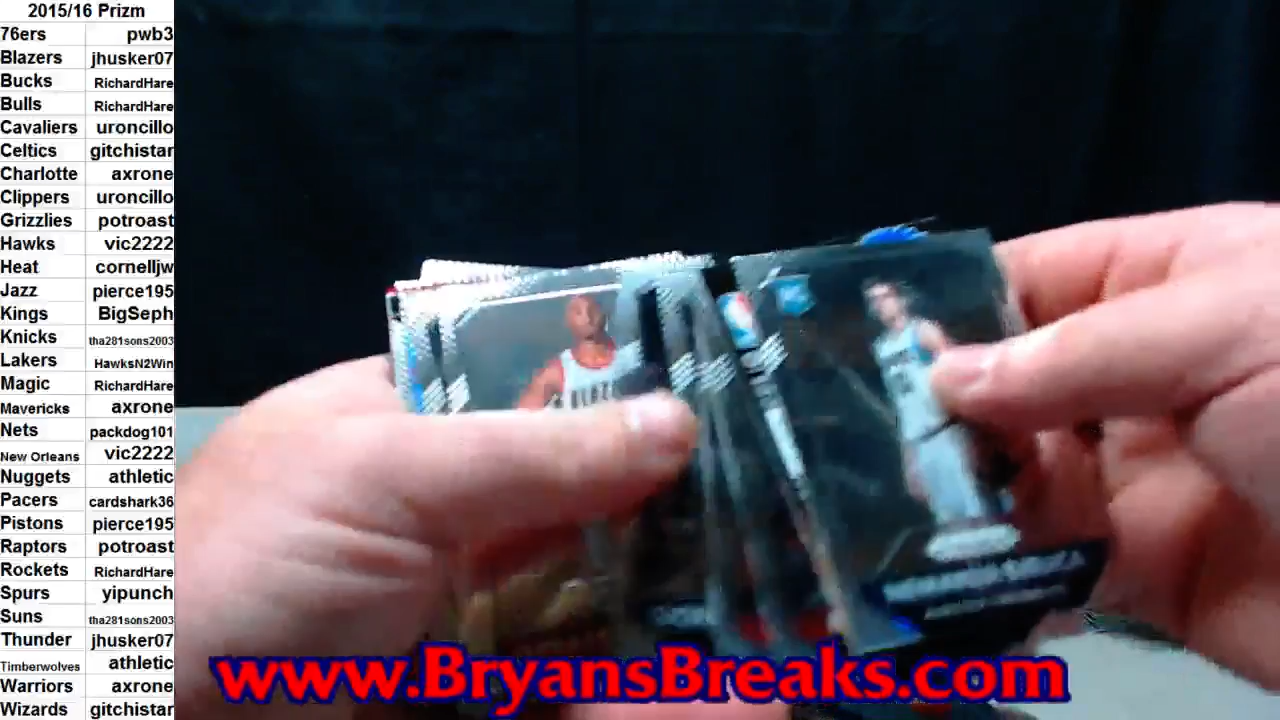 2015/16 Prizm
76ers pwb3
Blazers jhusker07
Bucks RichardHare
Bulls RichardHare
Cavaliers uroncillo
Celtics gitchistar
Charlotte axrone
Clippers uroncillo
Grizzlies potroast
Hawks vic2222
Heat cornelljw
Jazz pierce195
Kings BigSeph
Knicks tha281sons2003
Lakers HawksN2Win
Magic RichardHare
Mavericks axrone
Nets packdog101
New Orleans vic2222
Nuggets athletic
Pacers cardshark36
Pistons pierce195
Raptors potroast
Rockets RichardHare
Spurs yipunch
Suns tha281sons2003
Thunder jhusker07
Timberwolves athletic
Warriors axrone
Wizards gitchistar
www.BryansBreaks.com